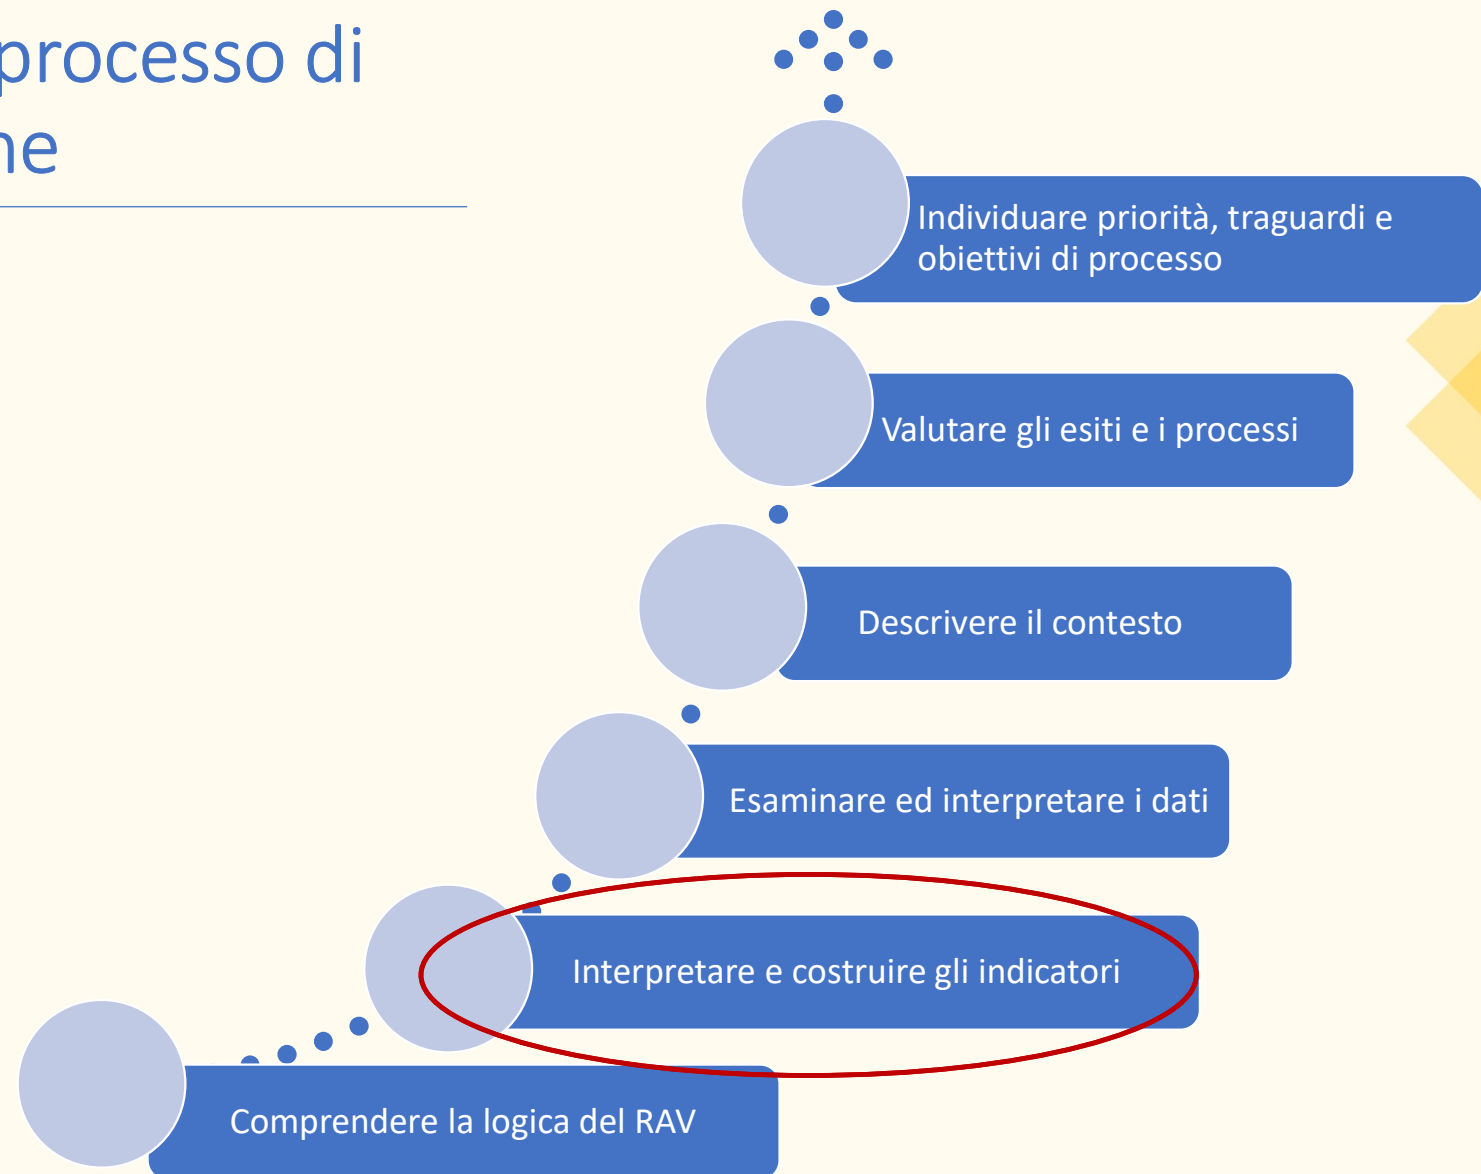 processo di
ne
Individuare priorità, traguardi e
obiettivi di processo
Valutare gli esiti e i processi
Descrivere il contesto
Esaminare ed interpretare i dati
Interpretare e costruire gli indicatori
Comprendere la logica del RAV